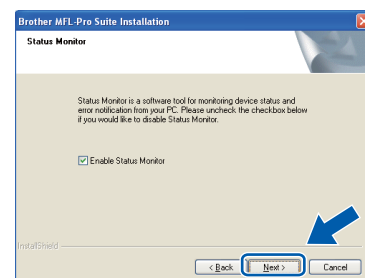 Brother MFL-Pro Suite Installation
Status Monitor
Status Monitor is a software tool for monitoring device status and
error notification from your PC. Please uncheck the checkbox below
if you would like to disable Status Monitor.
Enable Status Monitor
InstallShield
< Back
Next >
Cancel